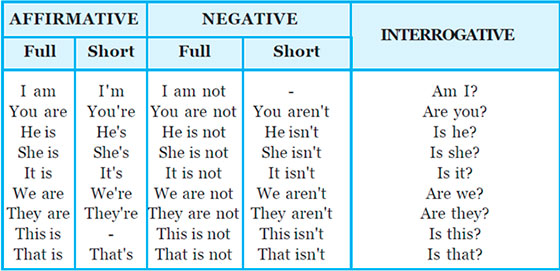 AFFIRMATIVE NEGATIVE INTERROGATIVE
Full Short Full Short
I am I'm I am not - Am I?
You are You're You are not You aren't Are you?
He is He's He is not He isn't Is he?
She is She's She is not She isn't Is she?
It is It's It is not It isn't Is it?
We are We're We are not We aren't Are we?
They are They're They are not They aren't Are they?
This is - This is not This isn't Is this?
That is That's That is not That isn't Is that?